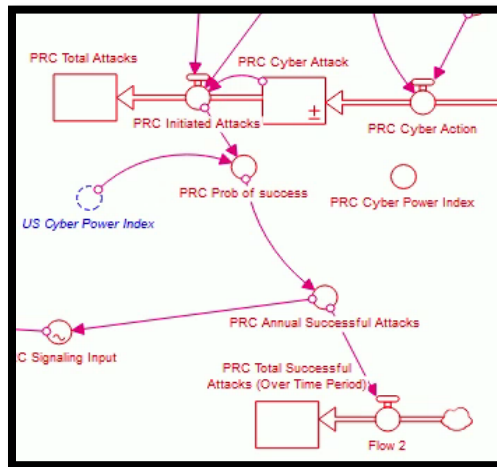 PRC Total Attacks
PRC Cyber Attack
PRC Initiated Attacks
PRC Cyber Action
PRC Prob of success
PRC Cyber Power Index
US Cyber Power Index
PRC Annual Successful Attacks
C Signaling Input
PRC Total Successful
Attacks (Over Time Period)
Flow 2